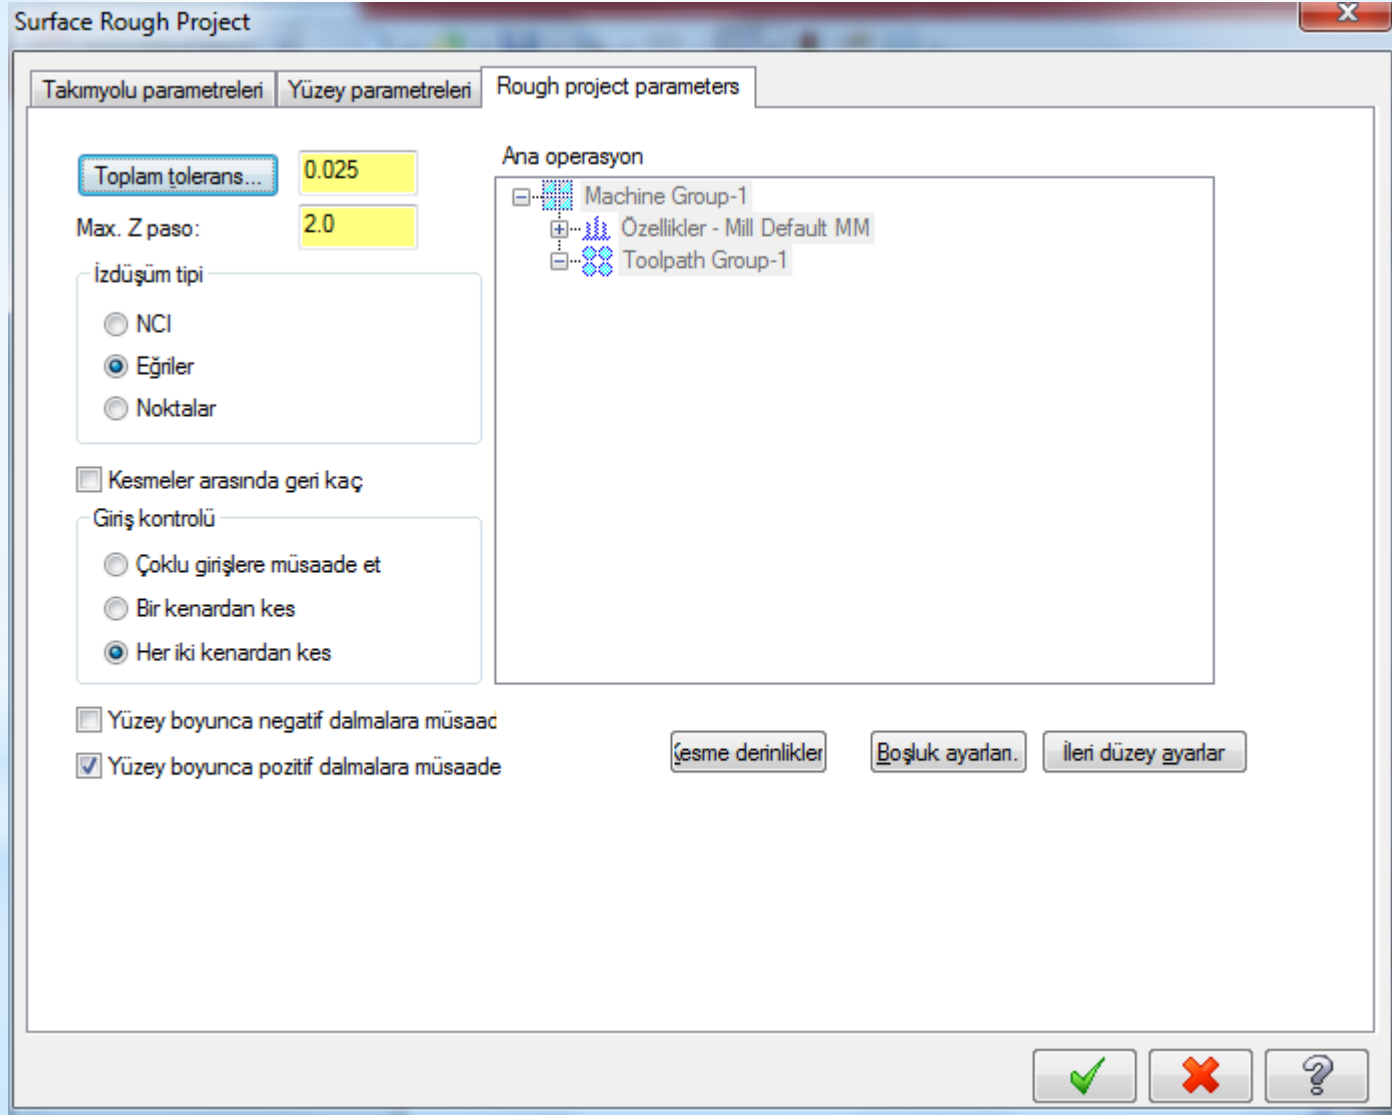 Surface Rough Project
x
Takımyolu parametreleri
Yüzey parametreleri
Rough project parameters
Toplam tolerans...
0.025
Max. Z paso:
2.0
İzdüşüm tipi
NCI
Eğriler
Noktalar
Kesmeler arasında geri kaç
Giriş kontrolü
Çoklu girişlere müsaade et
Bir kenardan kes
Her iki kenardan kes
Yüzey boyunca negatif dalmalara müsaad
Yüzey boyunca pozitif dalmalara müsaade
Ana operasyon
Machine Group-1
Özellikler - Mill Default MM
Toolpath Group-1
Kesme derinlikler
Boşluk ayarları.
İleri düzey ayarlar
?